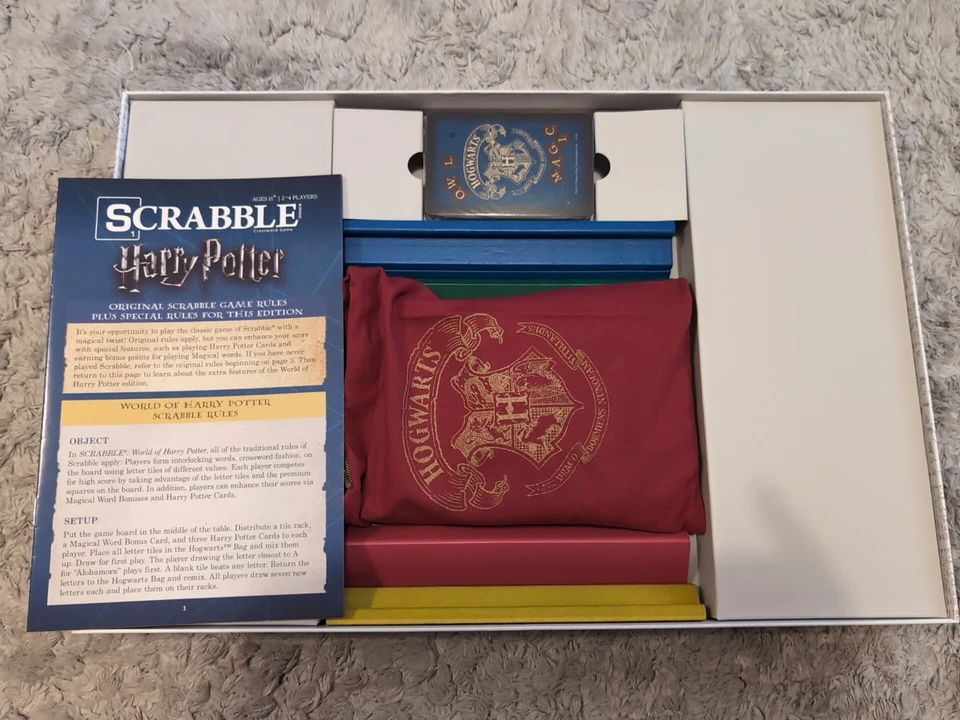 AGES 11+ | 2-4 PLAYERS
SCRABBLE
1
Crossword Game
Harry Potter
ORIGINAL SCRABBLE GAME RULES
PLUS SPECIAL RULES FOR THIS EDITION
It's your opportunity to play the classic game of Scrabble® with a
magical twist! Original rules apply, but you can enhance your score
with special features, such as playing Harry Potter Cards and
earning bonus points for playing Magical words. If you have never
played Scrabble, refer to the original rules beginning on page 3. Then
return to this page to learn about the extra features of the World of
Harry Potter edition.
WORLD OF HARRY POTTER
SCRABBLE RULES
OBJECT
In SCRABBLE®: World of Harry Potter, all of the traditional rules of
Scrabble apply: Players form interlocking words, crossword fashion, on
the board using letter tiles of different values. Each player competes
for high score by taking advantage of the letter tiles and the premium
squares on the board. In addition, players can enhance their scores via
Magical Word Bonuses and Harry Potter Cards.
SETUP
Put the game board in the middle of the table. Distribute a tile rack,
a Magical Word Bonus Card, and three Harry Potter Cards to each
player. Place all letter tiles in the Hogwarts™ Bag and mix them
up. Draw for first play. The player drawing the letter closest to A
for "Alohamora" plays first. A blank tile beats any letter. Return the
letters to the Hogwarts Bag and remix. All players draw seven new
letters each and place them on their racks.
1
O.W.L.
HOGWARTS
H
MAGIC
HOGWARTS
H
DRACO DORMIENS NUNQUAM TITILLANDUS